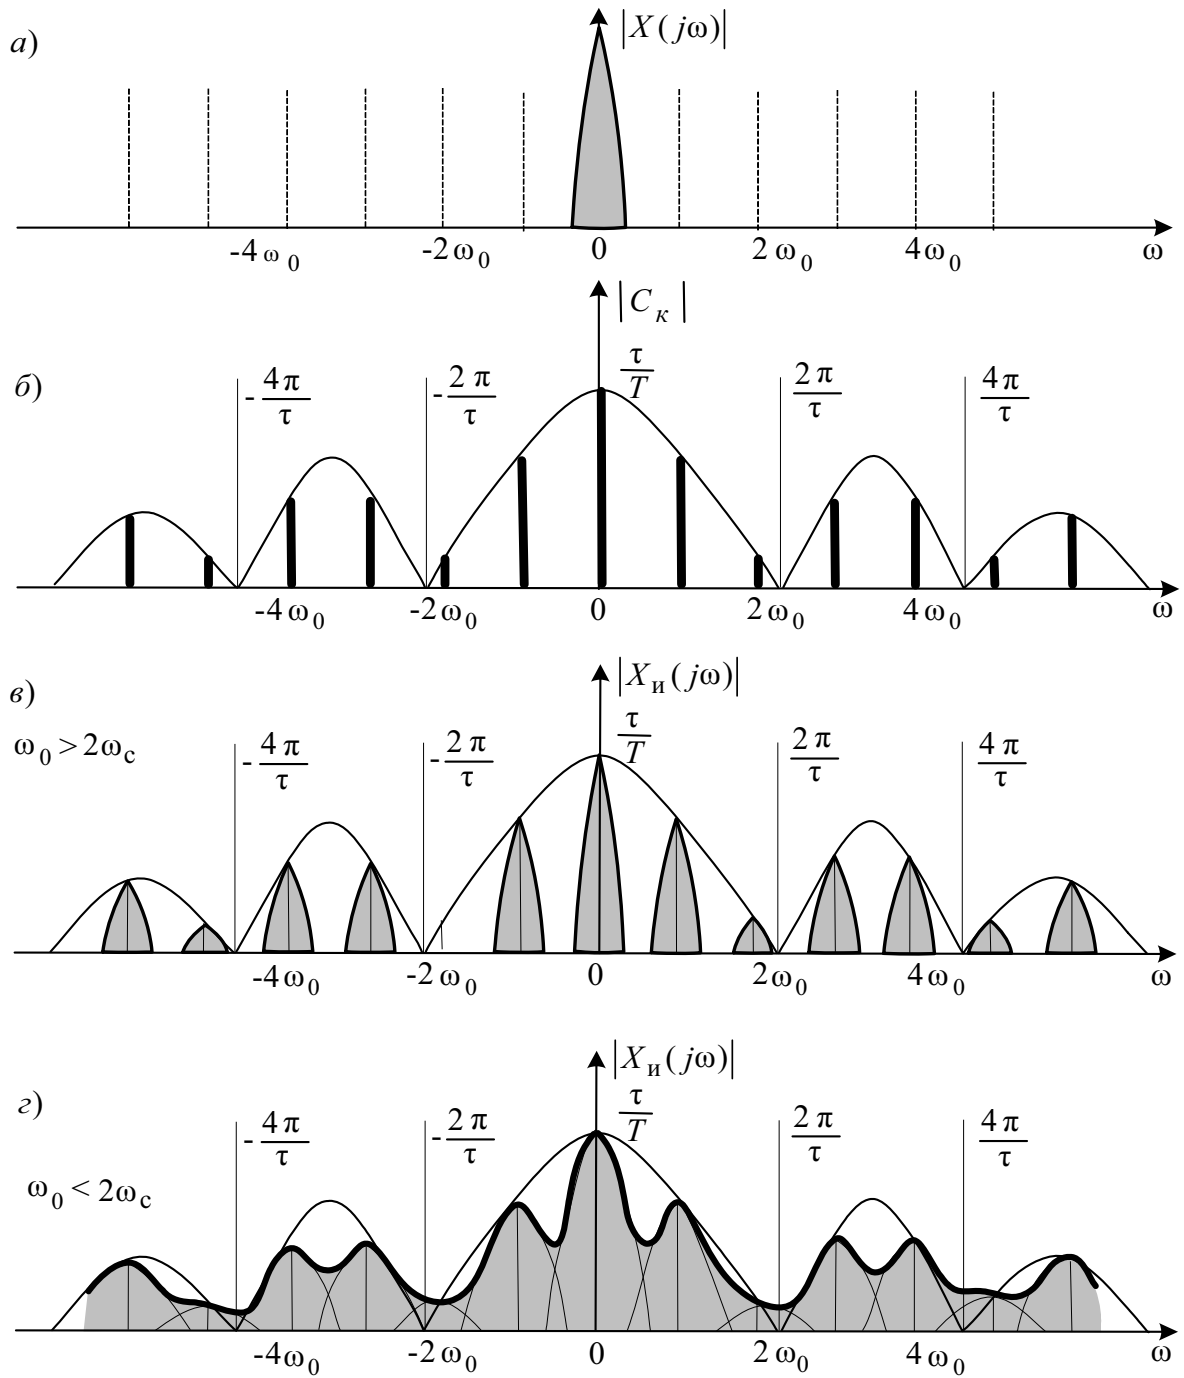 а) |X(jω)|
-4ω₀ -2ω₀ 0 2ω₀ 4ω₀ ω
|Cк|
б) -4π/τ -2π/τ τ/T 2π/τ 4π/τ
-4ω₀ -2ω₀ 0 2ω₀ 4ω₀ ω
в) |Xи(jω)|
ω₀ > 2ωс -4π/τ -2π/τ τ/T 2π/τ 4π/τ
-4ω₀ -2ω₀ 0 2ω₀ 4ω₀ ω
г) |Xи(jω)|
-4π/τ -2π/τ τ/T 2π/τ 4π/τ
ω₀ < 2ωс
-4ω₀ -2ω₀ 0 2ω₀ 4ω₀ ω